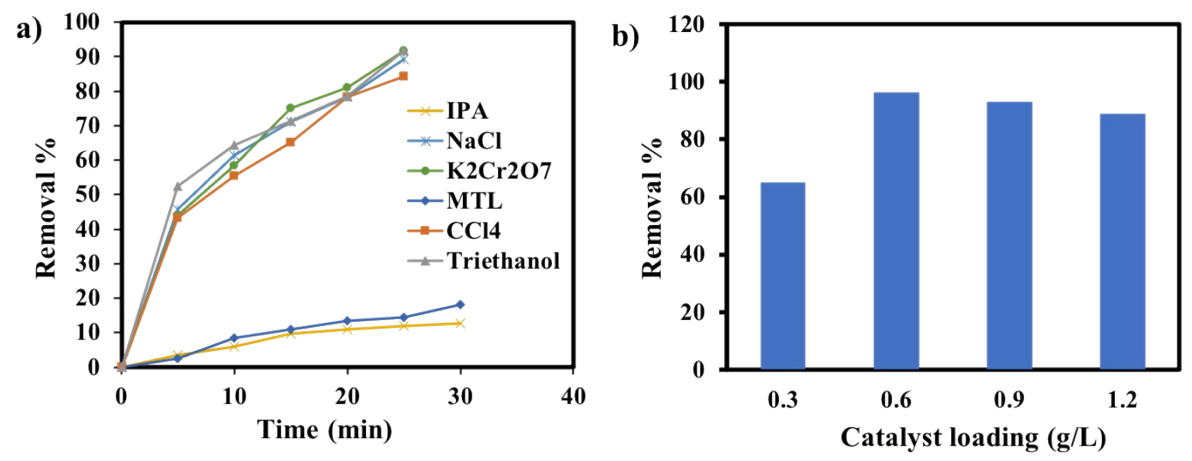 a)
Removal %
100
90
80
70
60
50
40
30
20
10
0
0 10 20 30 40
Time (min)
IPA
NaCl
K2Cr2O7
MTL
CCl4
Triethanol
b)
Removal %
120
100
80
60
40
20
0
0.3 0.6 0.9 1.2
Catalyst loading (g/L)